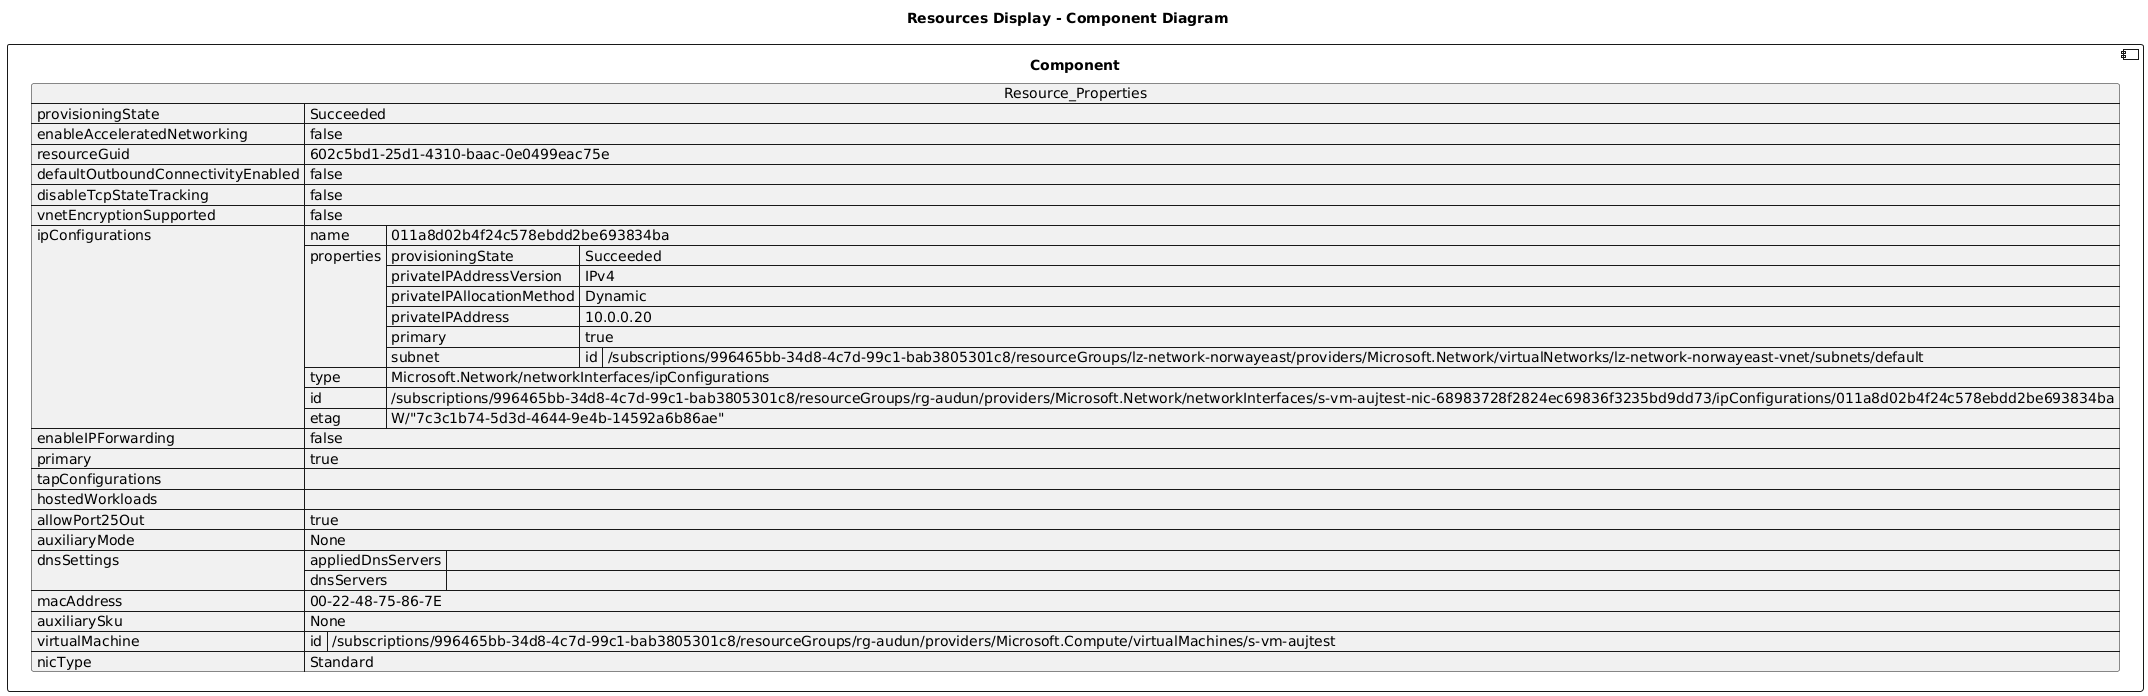 Resources Display - Component Diagram
Component
Resource_Properties
provisioningState Succeeded
enableAcceleratedNetworking false
resourceGuid 602c5bd1-25d1-4310-baac-0e0499eac75e
defaultOutboundConnectivityEnabled false
disableTcpStateTracking false
vnetEncryptionSupported false
ipConfigurations name 011a8d02b4f24c578ebdd2be693834ba
properties provisioningState Succeeded
privateIPAddressVersion IPv4
privateIPAllocationMethod Dynamic
privateIPAddress 10.0.0.20
primary true
subnet id /subscriptions/996465bb-34d8-4c7d-99c1-bab3805301c8/resourceGroups/lz-network-norwayeast/providers/Microsoft.Network/virtualNetworks/lz-network-norwayeast-vnet/subnets/default
type Microsoft.Network/networkInterfaces/ipConfigurations
id /subscriptions/996465bb-34d8-4c7d-99c1-bab3805301c8/resourceGroups/rg-audun/providers/Microsoft.Network/networkInterfaces/s-vm-aujtest-nic-68983728f2824ec69836f3235bd9dd73/ipConfigurations/011a8d02b4f24c578ebdd2be693834ba
etag W/"7c3c1b74-5d3d-4644-9e4b-14592a6b86ae"
enableIPForwarding false
primary true
tapConfigurations
hostedWorkloads
allowPort25Out true
auxiliaryMode None
dnsSettings appliedDnsServers
dnsServers
macAddress 00-22-48-75-86-7E
auxiliarySku None
virtualMachine id /subscriptions/996465bb-34d8-4c7d-99c1-bab3805301c8/resourceGroups/rg-audun/providers/Microsoft.Compute/virtualMachines/s-vm-aujtest
nicType Standard